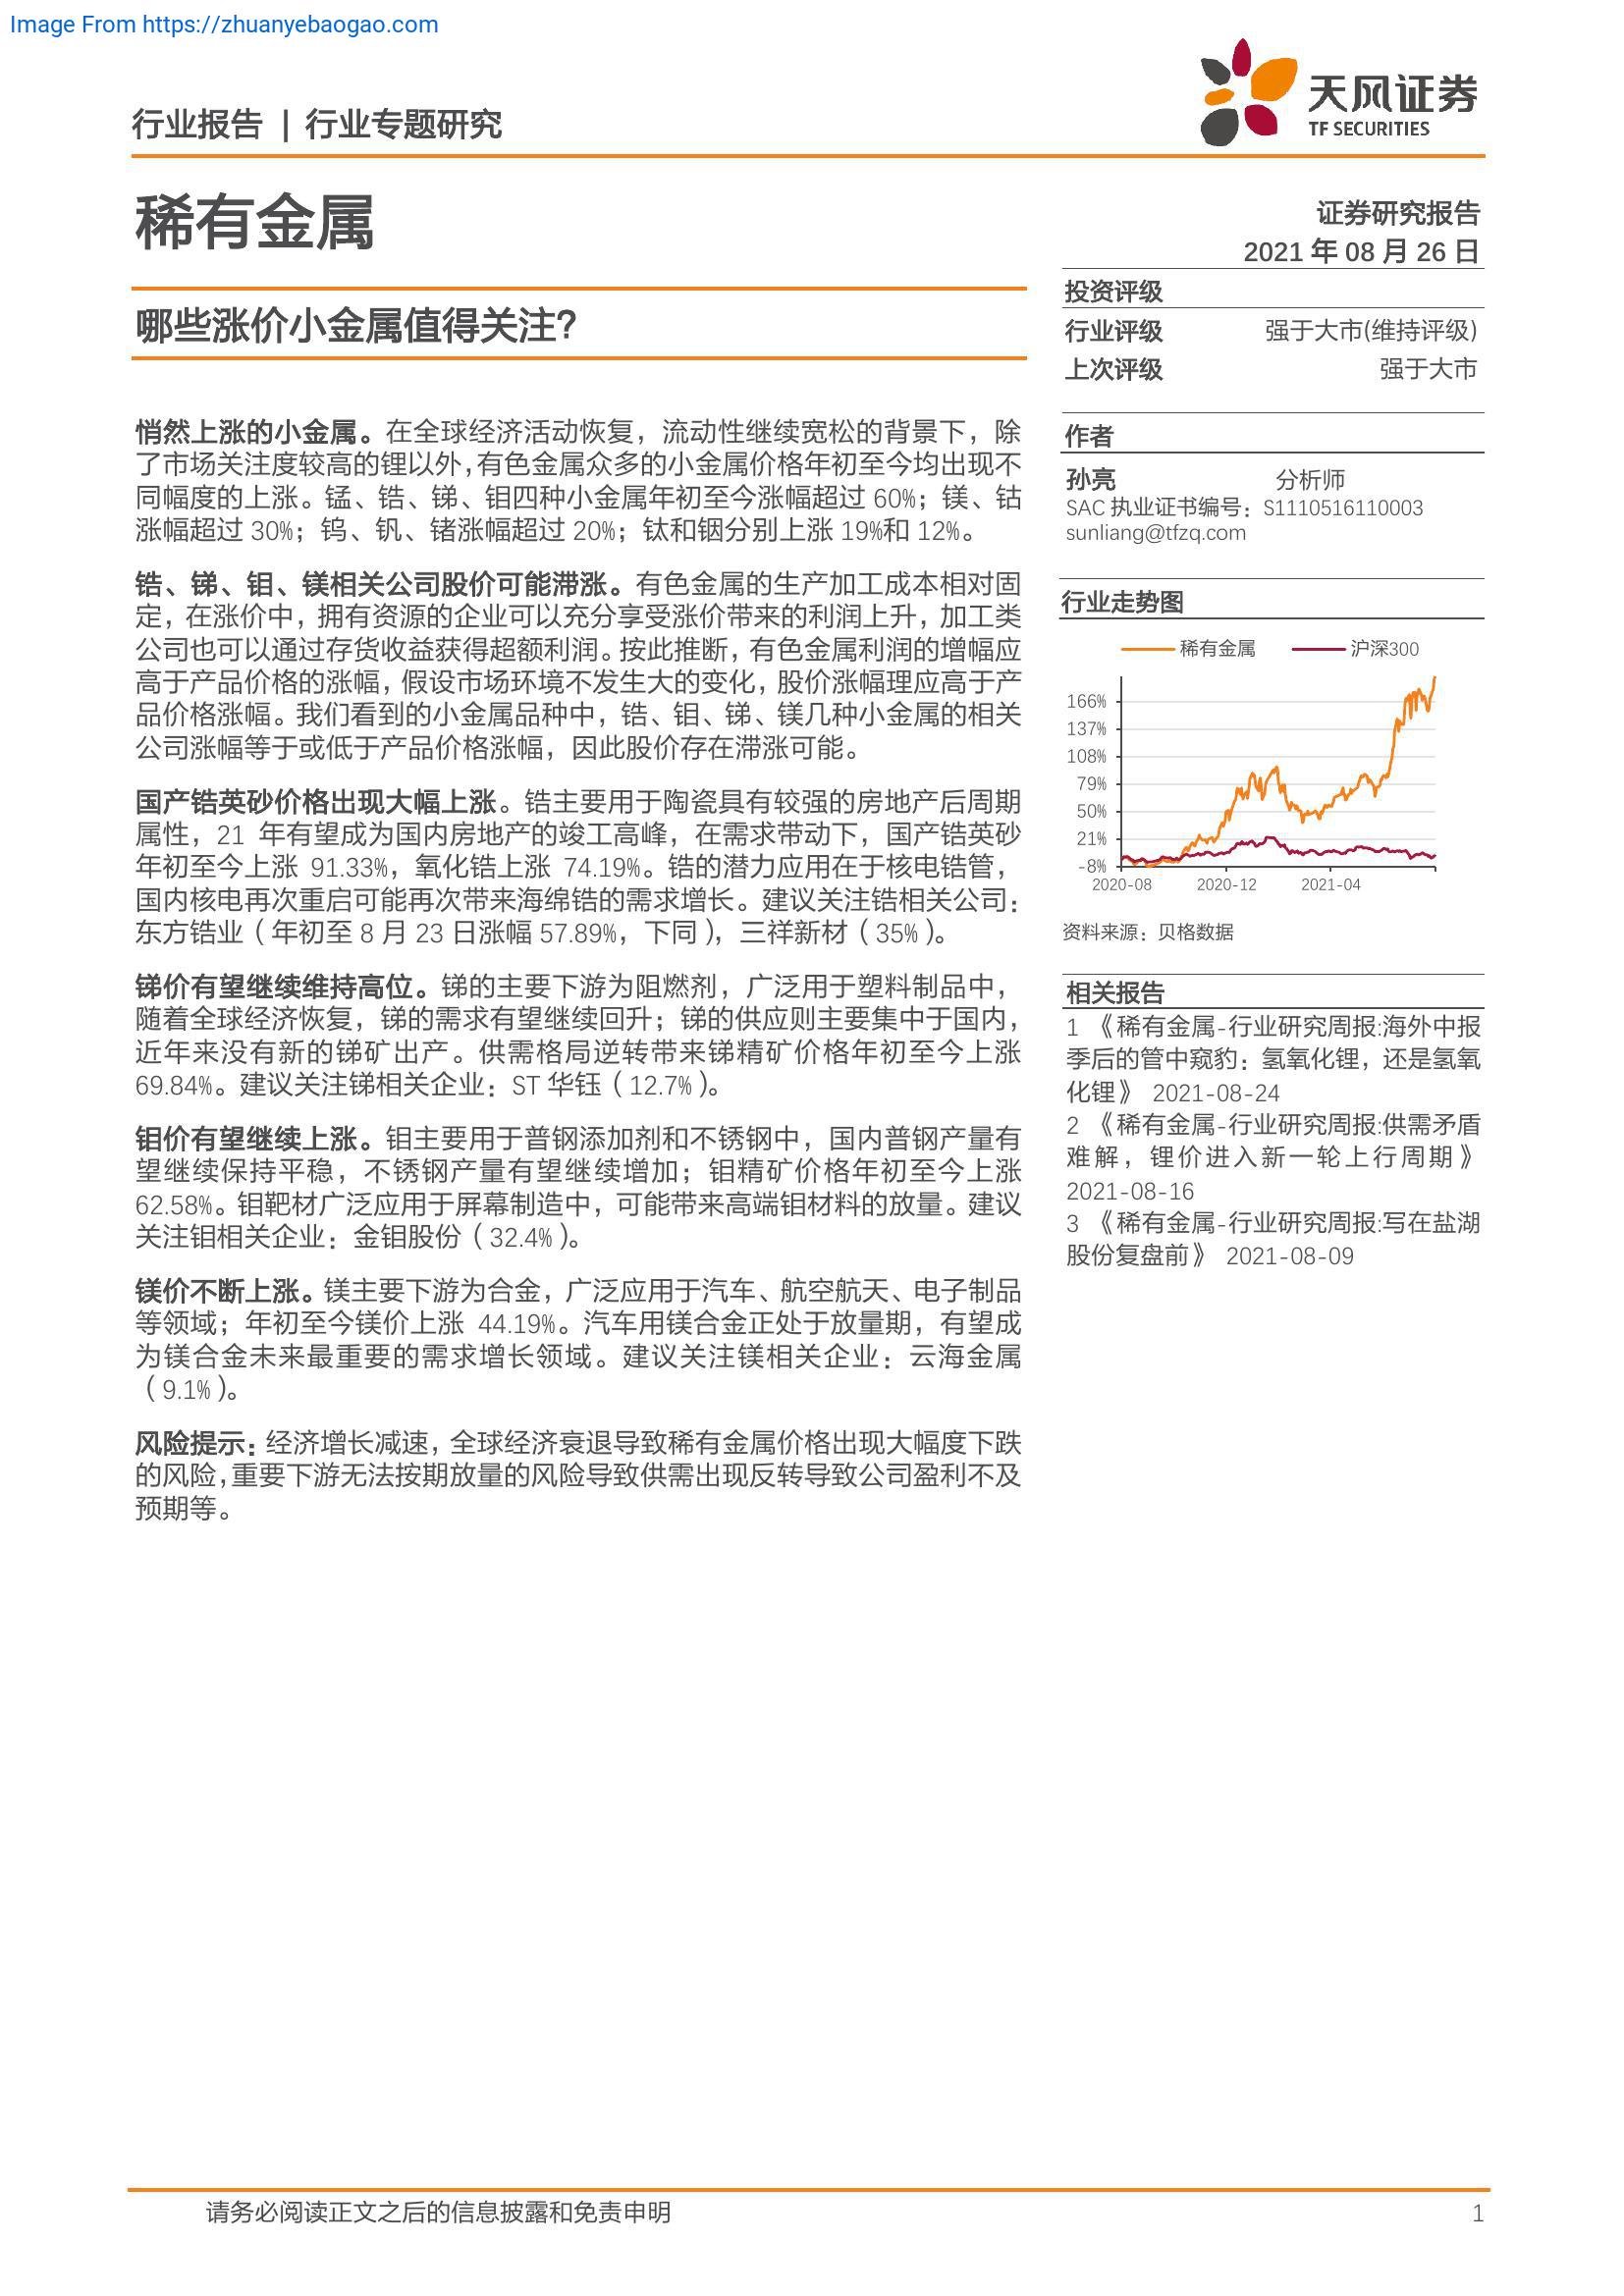 Image From https://zhuanyebaogao.com
行业报告 | 行业专题研究
天风证券
TF SECURITIES
稀有金属
证券研究报告
2021 年 08 月 26 日
哪些涨价小金属值得关注？
投资评级
行业评级 强于大市(维持评级)
上次评级 强于大市
悄然上涨的小金属。在全球经济活动恢复，流动性继续宽松的背景下，除
了市场关注度较高的锂以外，有色金属众多的小金属价格年初至今均出现不
同幅度的上涨。锰、锆、锑、钼四种小金属年初至今涨幅超过 60%；镁、钴
涨幅超过 30%；钨、钒、锗涨幅超过 20%；钛和铟分别上涨 19%和 12%。
锆、锑、钼、镁相关公司股价可能滞涨。有色金属的生产加工成本相对固
定，在涨价中，拥有资源的企业可以充分享受涨价带来的利润上升，加工类
公司也可以通过存货收益获得超额利润。按此推断，有色金属利润的增幅应
高于产品价格的涨幅，假设市场环境不发生大的变化，股价涨幅理应高于产
品价格涨幅。我们看到的小金属品种中，锆、钼、锑、镁几种小金属的相关
公司涨幅等于或低于产品价格涨幅，因此股价存在滞涨可能。
国产锆英砂价格出现大幅上涨。锆主要用于陶瓷具有较强的房地产后周期
属性，21 年有望成为国内房地产的竣工高峰，在需求带动下，国产锆英砂
年初至今上涨 91.33%，氧化锆上涨 74.19%。锆的潜力应用在于核电锆管，
国内核电再次重启可能再次带来海绵锆的需求增长。建议关注锆相关公司：
东方锆业（年初至 8 月 23 日涨幅 57.89%，下同），三祥新材（35%）。
锑价有望继续维持高位。锑的主要下游为阻燃剂，广泛用于塑料制品中，
随着全球经济恢复，锑的需求有望继续回升；锑的供应则主要集中于国内，
近年来没有新的锑矿出产。供需格局逆转带来锑精矿价格年初至今上涨
69.84%。建议关注锑相关企业：ST 华钰（12.7%）。
钼价有望继续上涨。钼主要用于普钢添加剂和不锈钢中，国内普钢产量有
望继续保持平稳，不锈钢产量有望继续增加；钼精矿价格年初至今上涨
62.58%。钼靶材广泛应用于屏幕制造中，可能带来高端钼材料的放量。建议
关注钼相关企业：金钼股份（32.4%）。
镁价不断上涨。镁主要下游为合金，广泛应用于汽车、航空航天、电子制品
等领域；年初至今镁价上涨 44.19%。汽车用镁合金正处于放量期，有望成
为镁合金未来最重要的需求增长领域。建议关注镁相关企业：云海金属
（9.1%）。
风险提示：经济增长减速，全球经济衰退导致稀有金属价格出现大幅度下跌
的风险，重要下游无法按期放量的风险导致供需出现反转导致公司盈利不及
预期等。
作者
孙亮 分析师
SAC 执业证书编号：S1110516110003
sunliang@tfzq.com
行业走势图
稀有金属 沪深300
166%
137%
108%
79%
50%
21%
-8%
2020-08 2020-12 2021-04
资料来源：贝格数据
相关报告
1 《稀有金属-行业研究周报:海外中报
季后的管中窥豹：氢氧化锂，还是氢氧
化锂》 2021-08-24
2 《稀有金属-行业研究周报:供需矛盾
难解，锂价进入新一轮上行周期》
2021-08-16
3 《稀有金属-行业研究周报:写在盐湖
股份复盘前》 2021-08-09
请务必阅读正文之后的信息披露和免责申明 1